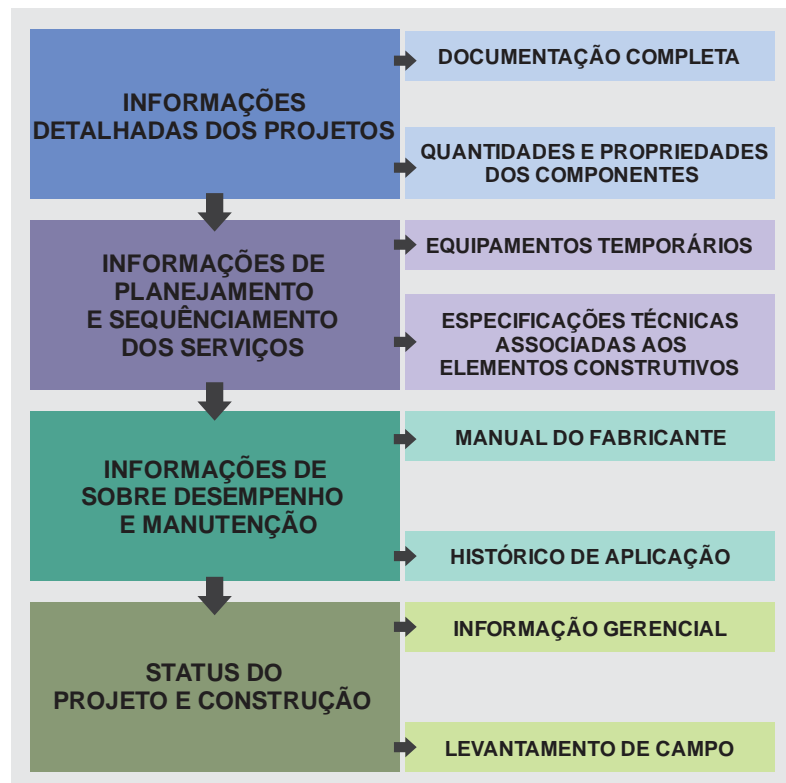 INFORMAÇÕES
DETALHADAS DOS PROJETOS
DOCUMENTAÇÃO COMPLETA
QUANTIDADES E PROPRIEDADES
DOS COMPONENTES
INFORMAÇÕES DE
PLANEJAMENTO
E SEQUÊNCIAMENTO
DOS SERVIÇOS
EQUIPAMENTOS TEMPORÁRIOS
ESPECIFICAÇÕES TÉCNICAS
ASSOCIADAS AOS
ELEMENTOS CONSTRUTIVOS
INFORMAÇÕES DE
SOBRE DESEMPENHO
E MANUTENÇÃO
MANUAL DO FABRICANTE
HISTÓRICO DE APLICAÇÃO
STATUS DO
PROJETO E CONSTRUÇÃO
INFORMAÇÃO GERENCIAL
LEVANTAMENTO DE CAMPO